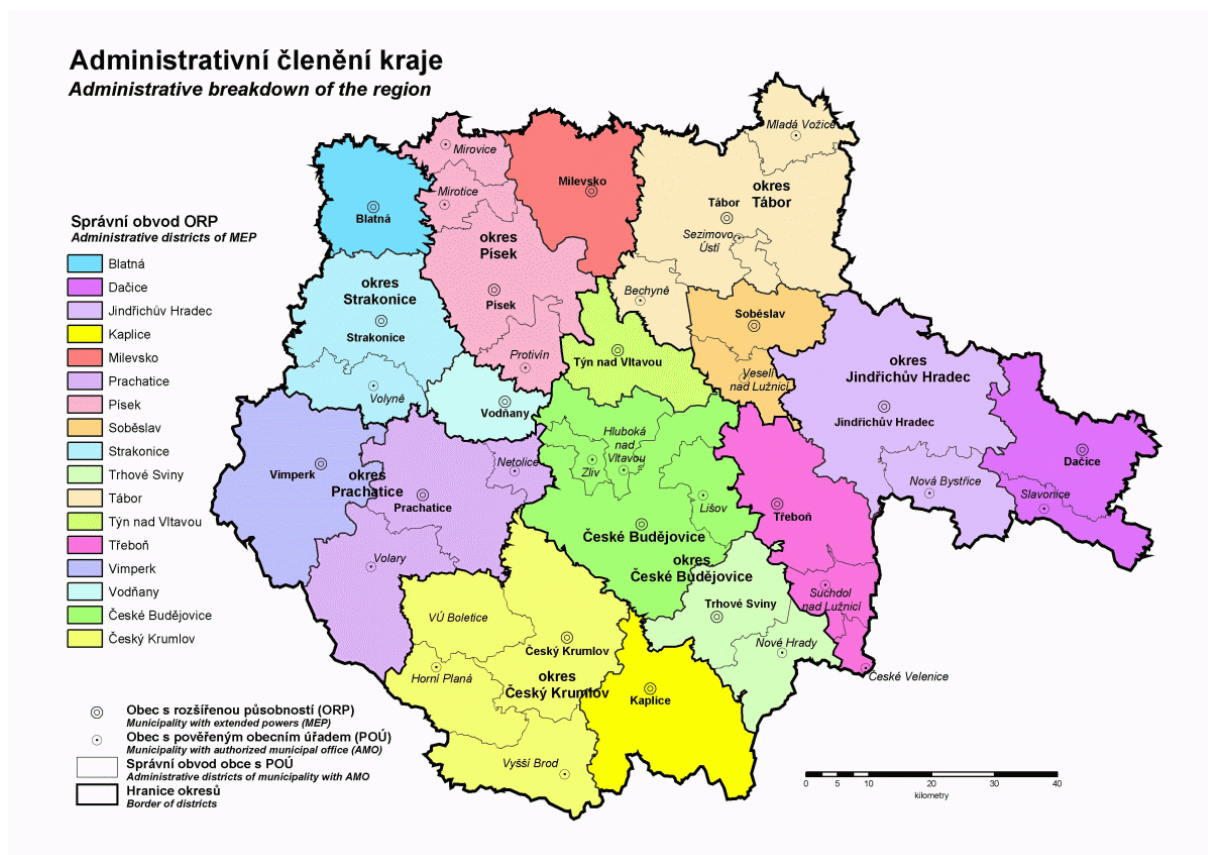 Administrativní členění kraje
Administrative breakdown of the region
Správní obvod ORP
Administrative districts of MEP
Blatná
Dačice
Jindřichův Hradec
Kaplice
Milevsko
Prachatice
Písek
Soběslav
Strakonice
Trhové Sviny
Tábor
Týn nad Vltavou
Třeboň
Vimperk
Vodňany
České Budějovice
Český Krumlov
Obec s rozšířenou působností (ORP)
Municipality with extended powers (MEP)
Obec s pověřeným obecním úřadem (POÚ)
Municipality with authorized municipal office (AMO)
Správní obvod obce s POÚ
Administrative districts of municipality with AMO
Hranice okresů
Border of districts
Mladá Vožice
Mirovice
Milevsko
okres
Tábor
Mirotice
Blatná
Tábor
Sezimovo
Ústí
okres
Písek
okres
Strakonice
Písek
Bechyně
Strakonice
Soběslav
Protivín
Týn nad Vltavou
Veselí
nad Lužnicí
okres
Jindřichův Hradec
Volyně
Vodňany
Jindřichův Hradec
Hluboká
nad
Vltavou
Zliv
Netolice
Vimperk
okres
Prachatice
Prachatice
Dačice
Nová Bystřice
Slavonice
Lišov
Třeboň
České Budějovice
okres
České Budějovice
Volary
Suchdol
nad Lužnicí
Trhové Sviny
VÚ Boletice
Nové Hrady
Český Krumlov
České Velenice
Horní Planá
okres
Český Krumlov
Kaplice
Vyšší Brod
0 5 10 20 30 40
kilometry